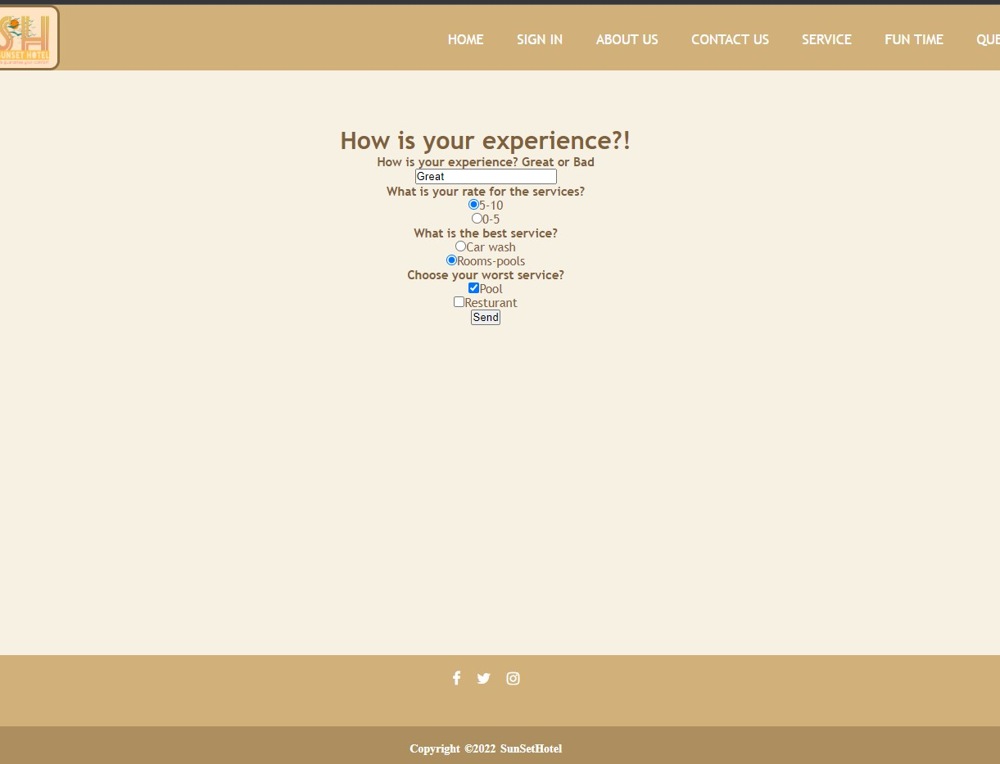 SH
SUNSET HOTEL
HOME SIGN IN ABOUT US CONTACT US SERVICE FUN TIME QUE
How is your experience?!
How is your experience? Great or Bad
Great
What is your rate for the services?
5-10
0-5
What is the best service?
Car wash
Rooms-pools
Choose your worst service?
Pool
Resturant
Send
Copyright ©2022 SunSetHotel